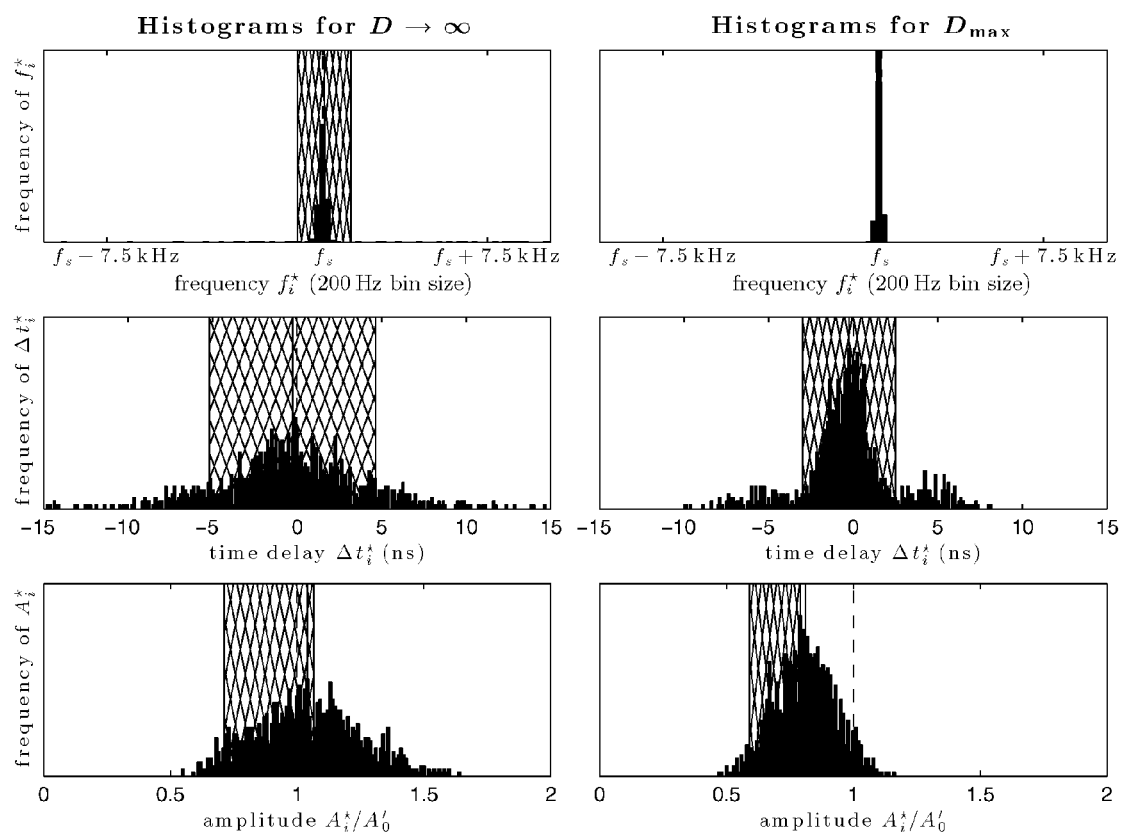 Histograms for D → ∞
Histograms for D_max
frequency of f_i^⋆
f_s − 7.5 kHz f_s f_s + 7.5 kHz
frequency f_i^⋆ (200 Hz bin size)
f_s − 7.5 kHz f_s f_s + 7.5 kHz
frequency f_i^⋆ (200 Hz bin size)
frequency of Δt_i^⋆
−15 −10 −5 0 5 10 15
time delay Δt_i^⋆ (ns)
−15 −10 −5 0 5 10 15
time delay Δt_i^⋆ (ns)
frequency of A_i^⋆
0 0.5 1 1.5 2
amplitude A_i^⋆/A_0′
0 0.5 1 1.5 2
amplitude A_i^⋆/A_0′